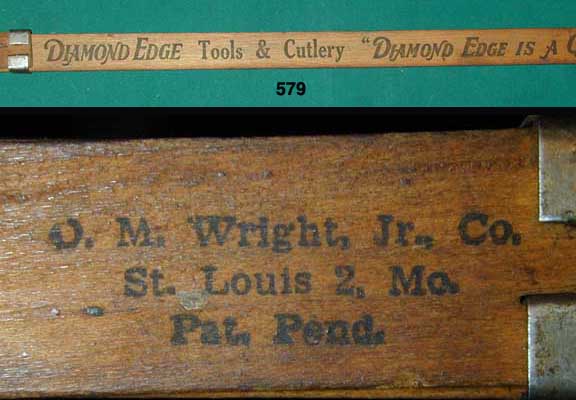 DIAMOND EDGE Tools & Cutlery "DIAMOND EDGE IS A
579
O. M. Wright, Jr., Co.
St. Louis 2, Mo.
Pat. Pend.